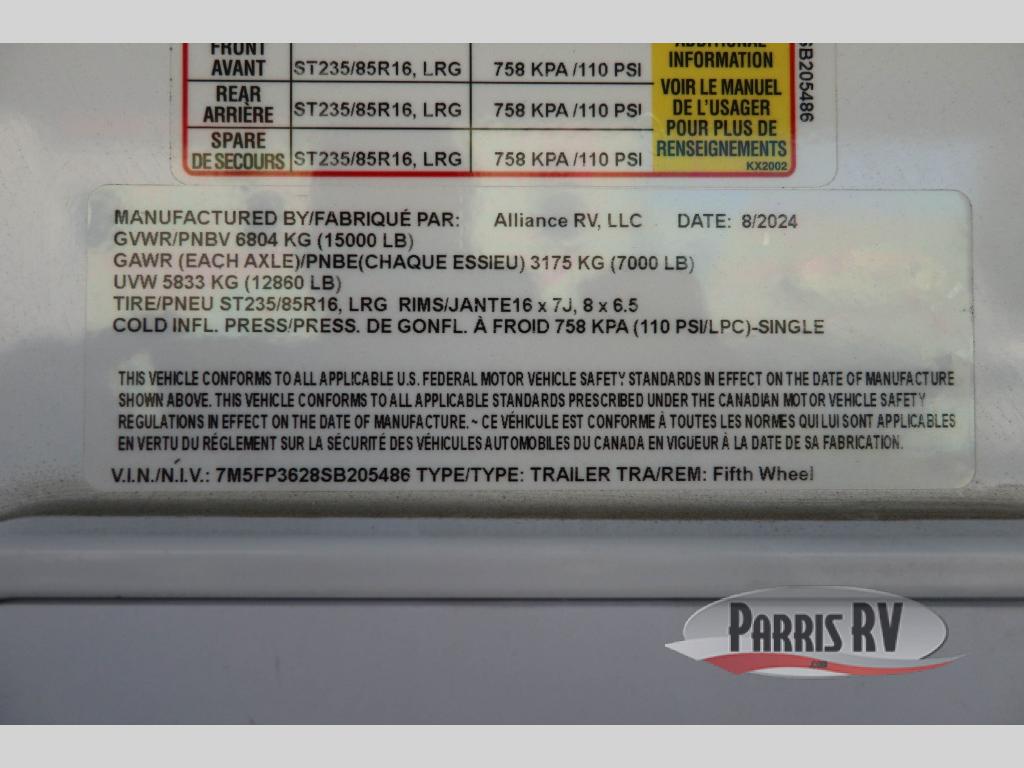 FRONT
AVANT ST235/85R16, LRG 758 KPA /110 PSI
REAR
ARRIÈRE ST235/85R16, LRG 758 KPA /110 PSI
SPARE
DE SECOURS ST235/85R16, LRG 758 KPA /110 PSI
ADDITIONAL
INFORMATION
VOIR LE MANUEL
DE L'USAGER
POUR PLUS DE
RENSEIGNEMENTS
KX2002
SB205486
MANUFACTURED BY/FABRIQUÉ PAR: Alliance RV, LLC DATE: 8/2024
GVWR/PNBV 6804 KG (15000 LB)
GAWR (EACH AXLE)/PNBE(CHAQUE ESSIEU) 3175 KG (7000 LB)
UVW 5833 KG (12860 LB)
TIRE/PNEU ST235/85R16, LRG RIMS/JANTE16 x 7J, 8 x 6.5
COLD INFL. PRESS/PRESS. DE GONFL. À FROID 758 KPA (110 PSI/LPC)-SINGLE
THIS VEHICLE CONFORMS TO ALL APPLICABLE U.S. FEDERAL MOTOR VEHICLE SAFETY STANDARDS IN EFFECT ON THE DATE OF MANUFACTURE
SHOWN ABOVE. THIS VEHICLE CONFORMS TO ALL APPLICABLE STANDARDS PRESCRIBED UNDER THE CANADIAN MOTOR VEHICLE SAFETY
REGULATIONS IN EFFECT ON THE DATE OF MANUFACTURE. ~ CE VÉHICULE EST CONFORME À TOUTES LES NORMES QUI LUI SONT APPLICABLES
EN VERTU DU RÉGLEMENT SUR LA SÉCURITÉ DES VÉHICULES AUTOMOBILES DU CANADA EN VIGUEUR À LA DATE DE SA FABRICATION.
V.I.N./N.I.V.: 7M5FP3628SB205486 TYPE/TYPE: TRAILER TRA/REM: Fifth Wheel
PARRIS RV
.com